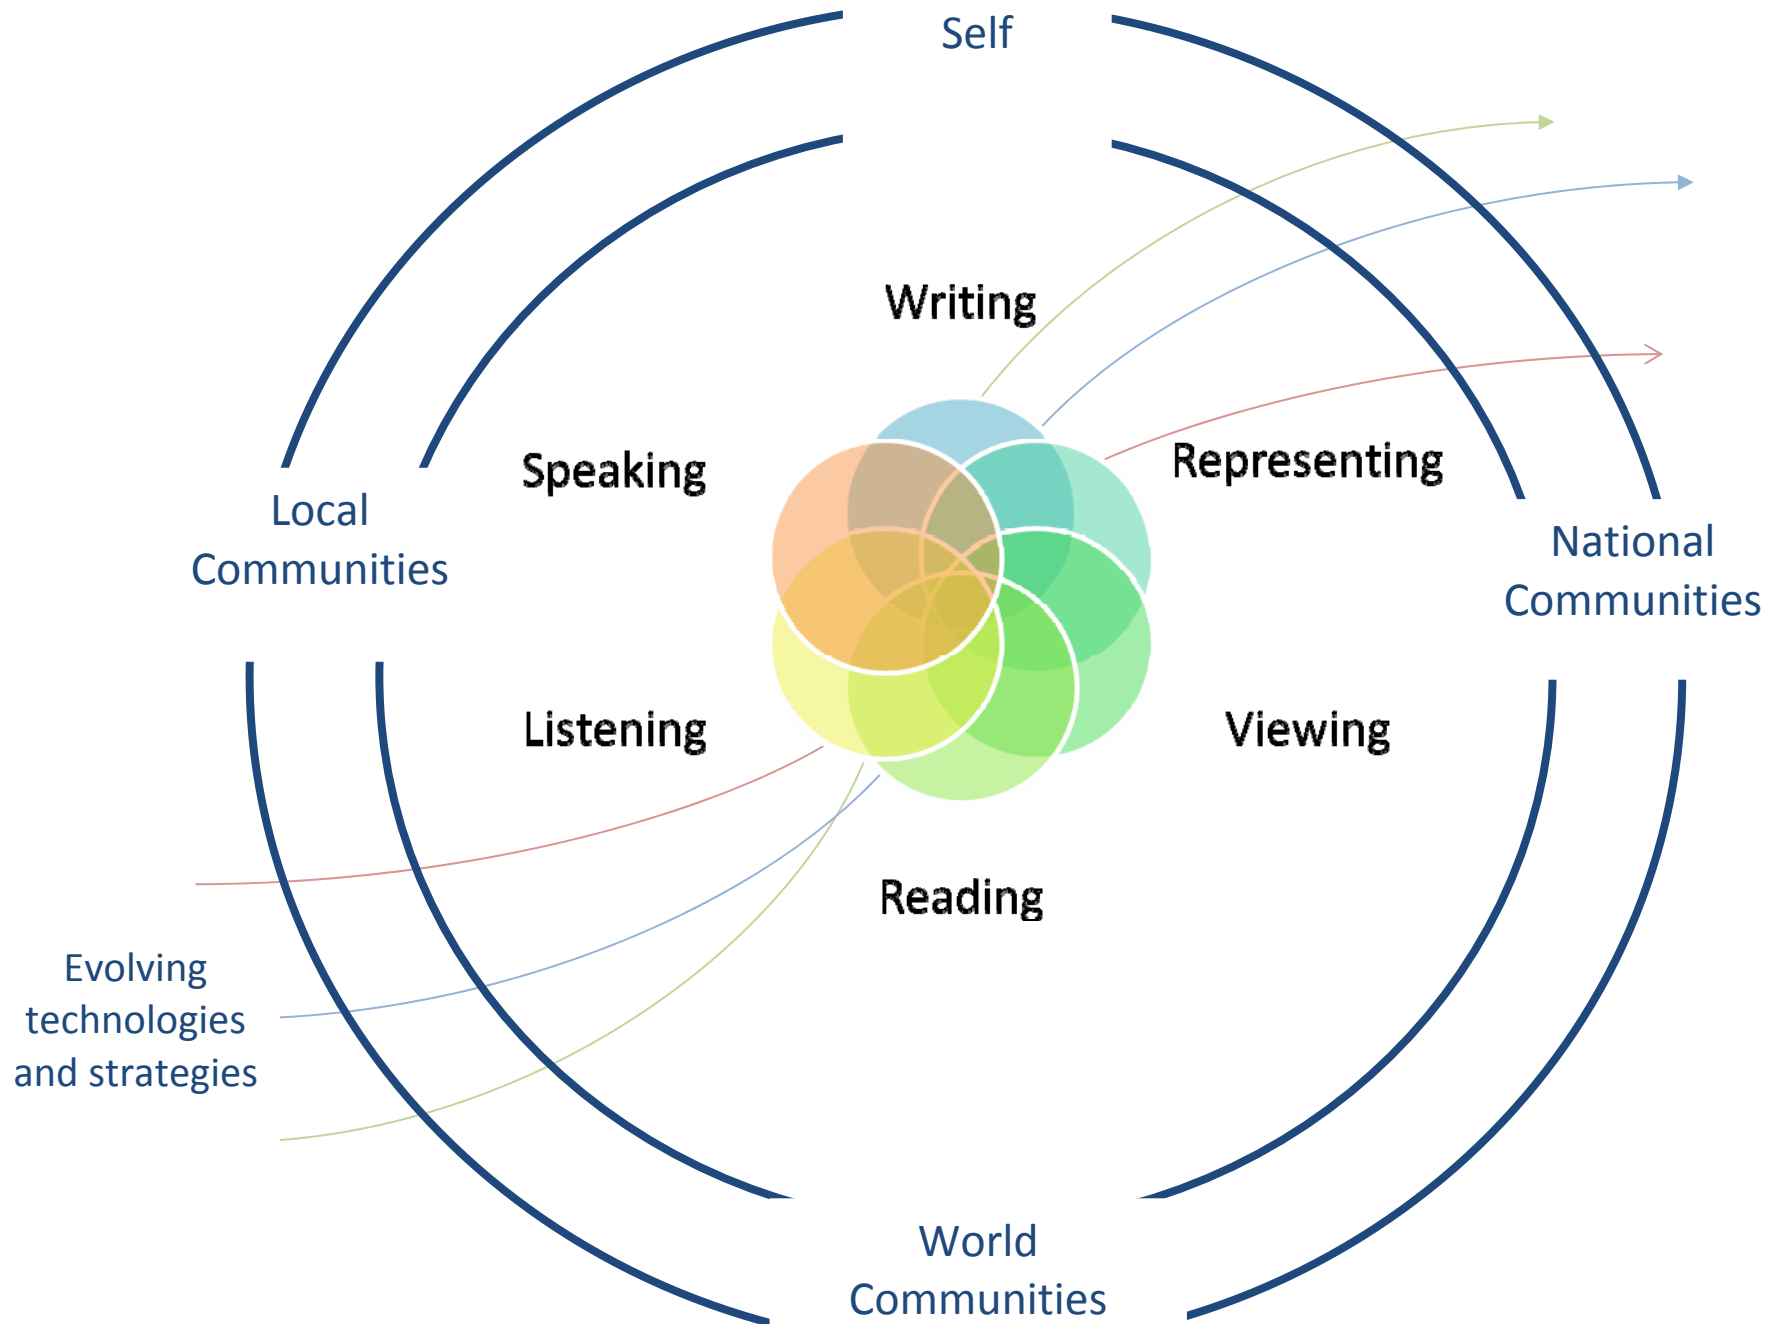 Self
Writing
Speaking
Representing
Local
Communities
National
Communities
Listening
Viewing
Reading
Evolving
technologies
and strategies
World
Communities